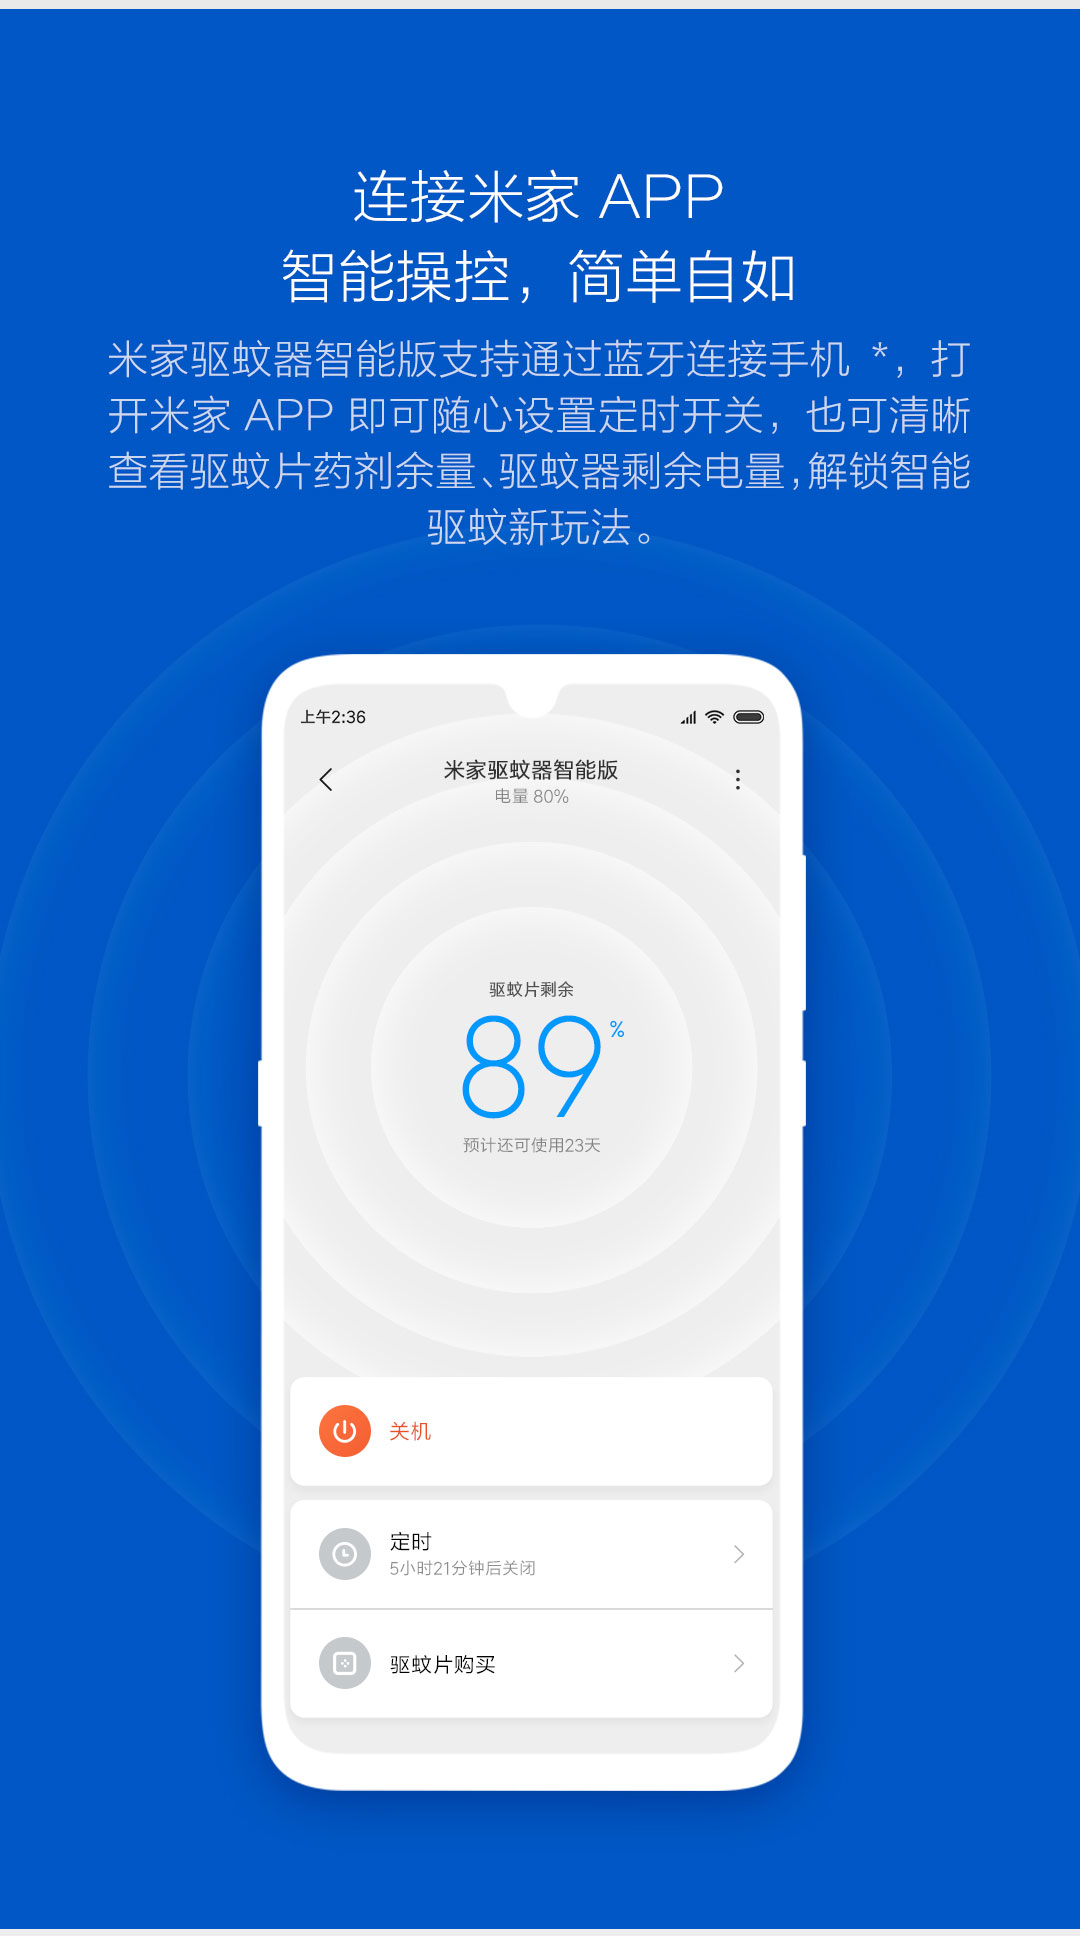 连接米家 APP
智能操控，简单自如
米家驱蚊器智能版支持通过蓝牙连接手机 *，打
开米家 APP 即可随心设置定时开关，也可清晰
查看驱蚊片药剂余量、驱蚊器剩余电量，解锁智能
驱蚊新玩法。
上午2:36
米家驱蚊器智能版
电量 80%
驱蚊片剩余
89%
预计还可使用23天
关机
定时
5小时21分钟后关闭
驱蚊片购买